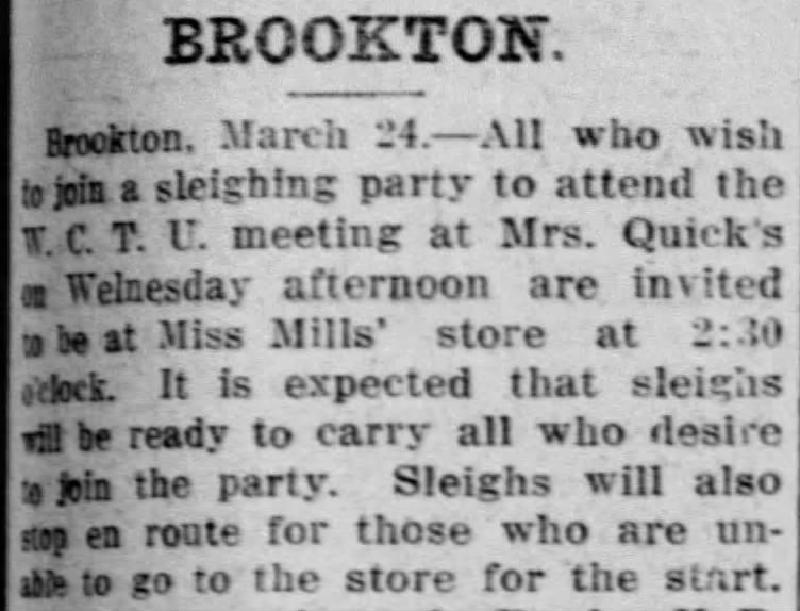 BROOKTON.
Brookton, March 24.—All who wish
to join a sleighing party to attend the
W. C. T. U. meeting at Mrs. Quick's
on Welnesday afternoon are invited
to be at Miss Mills' store at 2:30
o'clock. It is expected that sleighs
will be ready to carry all who desire
to join the party. Sleighs will also
stop en route for those who are un-
able to go to the store for the start.